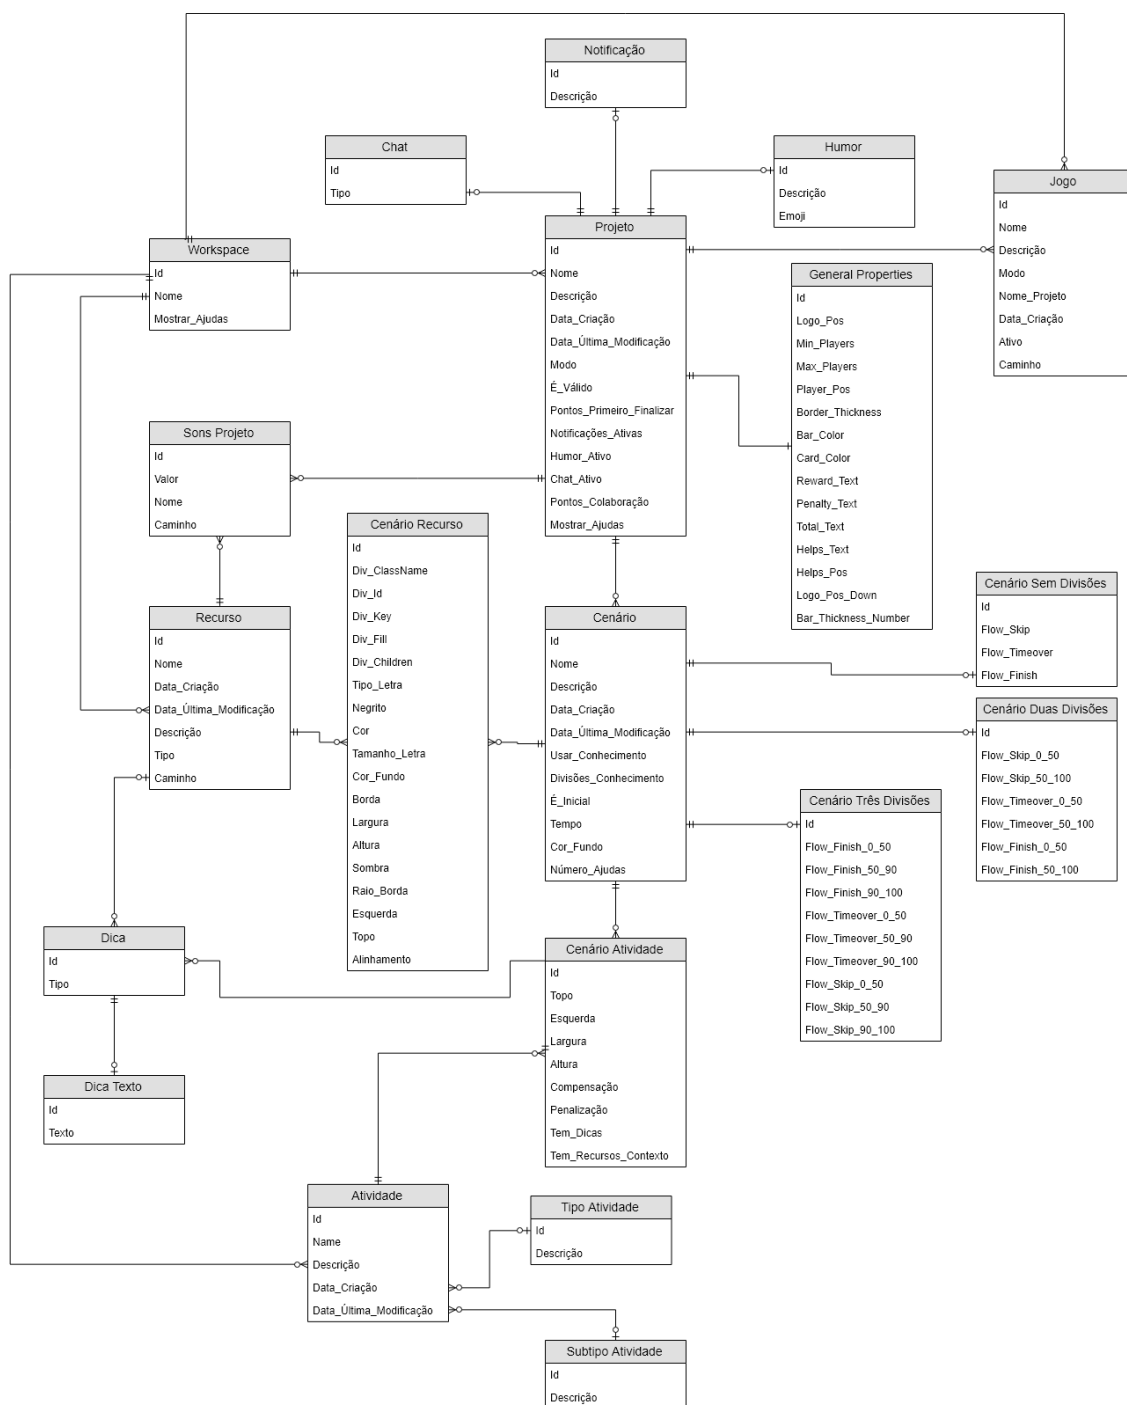 Notificação
Id
Descrição
Chat
Id
Tipo
Humor
Id
Descrição
Emoji
Jogo
Id
Nome
Descrição
Modo
Nome_Projeto
Data_Criação
Ativo
Caminho
Workspace
Id
Nome
Mostrar_Ajudas
Projeto
Id
Nome
Descrição
Data_Criação
Data_Última_Modificação
Modo
É_Válido
Pontos_Primeiro_Finalizar
Notificações_Ativas
Humor_Ativo
Chat_Ativo
Pontos_Colaboração
Mostrar_Ajudas
General Properties
Id
Logo_Pos
Min_Players
Max_Players
Player_Pos
Border_Thickness
Bar_Color
Card_Color
Reward_Text
Penalty_Text
Total_Text
Helps_Text
Helps_Pos
Logo_Pos_Down
Bar_Thickness_Number
Sons Projeto
Id
Valor
Nome
Caminho
Cenário Recurso
Id
Div_ClassName
Div_Id
Div_Key
Div_Fill
Div_Children
Tipo_Letra
Negrito
Cor
Tamanho_Letra
Cor_Fundo
Borda
Largura
Altura
Sombra
Raio_Borda
Esquerda
Topo
Alinhamento
Recurso
Id
Nome
Data_Criação
Data_Última_Modificação
Descrição
Tipo
Caminho
Cenário
Id
Nome
Descrição
Data_Criação
Data_Última_Modificação
Usar_Conhecimento
Divisões_Conhecimento
É_Inicial
Tempo
Cor_Fundo
Número_Ajudas
Cenário Sem Divisões
Id
Flow_Skip
Flow_Timeover
Flow_Finish
Cenário Duas Divisões
Id
Flow_Skip_0_50
Flow_Skip_50_100
Flow_Timeover_0_50
Flow_Timeover_50_100
Flow_Finish_0_50
Flow_Finish_50_100
Cenário Três Divisões
Id
Flow_Finish_0_50
Flow_Finish_50_90
Flow_Finish_90_100
Flow_Timeover_0_50
Flow_Timeover_50_90
Flow_Timeover_90_100
Flow_Skip_0_50
Flow_Skip_50_90
Flow_Skip_90_100
Dica
Id
Tipo
Cenário Atividade
Id
Topo
Esquerda
Largura
Altura
Compensação
Penalização
Tem_Dicas
Tem_Recursos_Contexto
Dica Texto
Id
Texto
Atividade
Id
Name
Descrição
Data_Criação
Data_Última_Modificação
Tipo Atividade
Id
Descrição
Subtipo Atividade
Id
Descrição